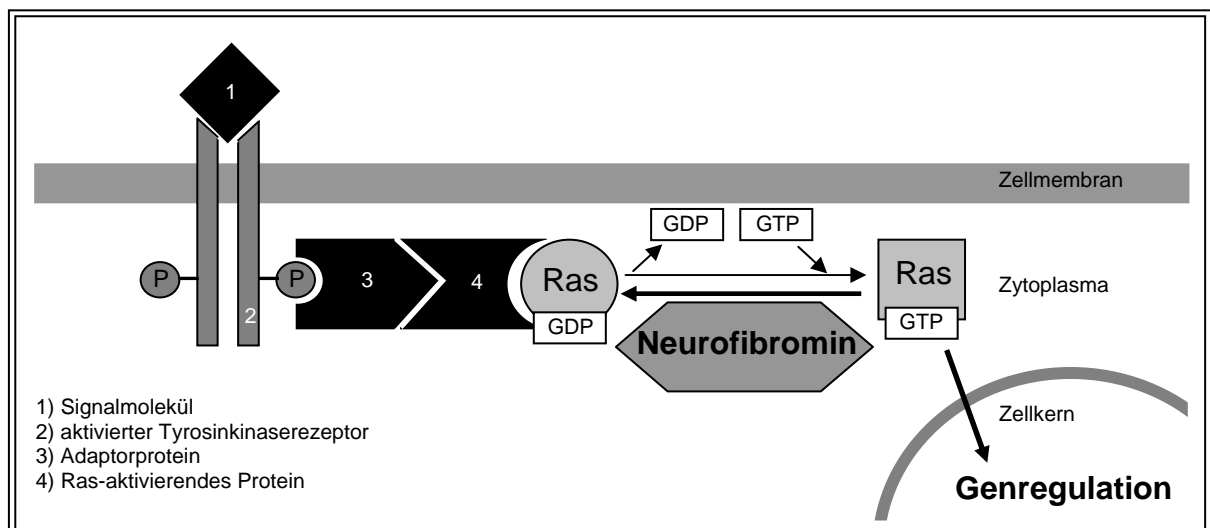 1
Zellmembran
GDP GTP
P P 3 4 Ras Ras
Zytoplasma
2 GDP GTP
Neurofibromin
1) Signalmolekül
2) aktivierter Tyrosinkinaserezeptor
3) Adaptorprotein
4) Ras-aktivierendes Protein
Zellkern
Genregulation